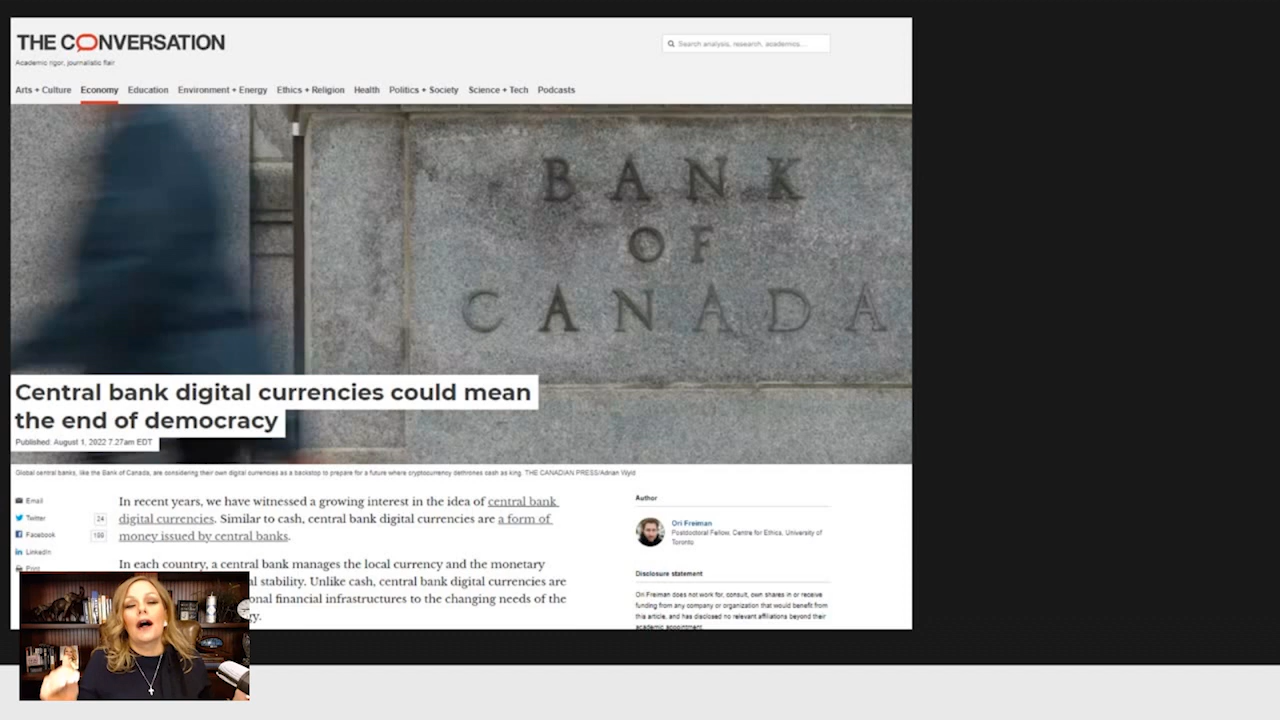 THE CONVERSATION
Academic rigor, journalistic flair
Search analysis, research, academics…
Arts + Culture Economy Education Environment + Energy Ethics + Religion Health Politics + Society Science + Tech Podcasts
BANK
OF
CANADA
Central bank digital currencies could mean
the end of democracy
Published: August 1, 2022 7.27am EDT
Global central banks, like the Bank of Canada, are considering their own digital currencies as a backstop to prepare for a future where cryptocurrency dethrones cash as king. THE CANADIAN PRESS/Adrian Wyld
Email
Twitter 24
Facebook 199
LinkedIn
Print
In recent years, we have witnessed a growing interest in the idea of central bank
digital currencies. Similar to cash, central bank digital currencies are a form of
money issued by central banks.
In each country, a central bank manages the local currency and the monetary
al stability. Unlike cash, central bank digital currencies are
onal financial infrastructures to the changing needs of the
y.
Author
Ori Freiman
Postdoctoral Fellow, Centre for Ethics, University of
Toronto
Disclosure statement
Ori Freiman does not work for, consult, own shares in or receive
funding from any company or organization that would benefit from
this article, and has disclosed no relevant affiliations beyond their
academic appointment.